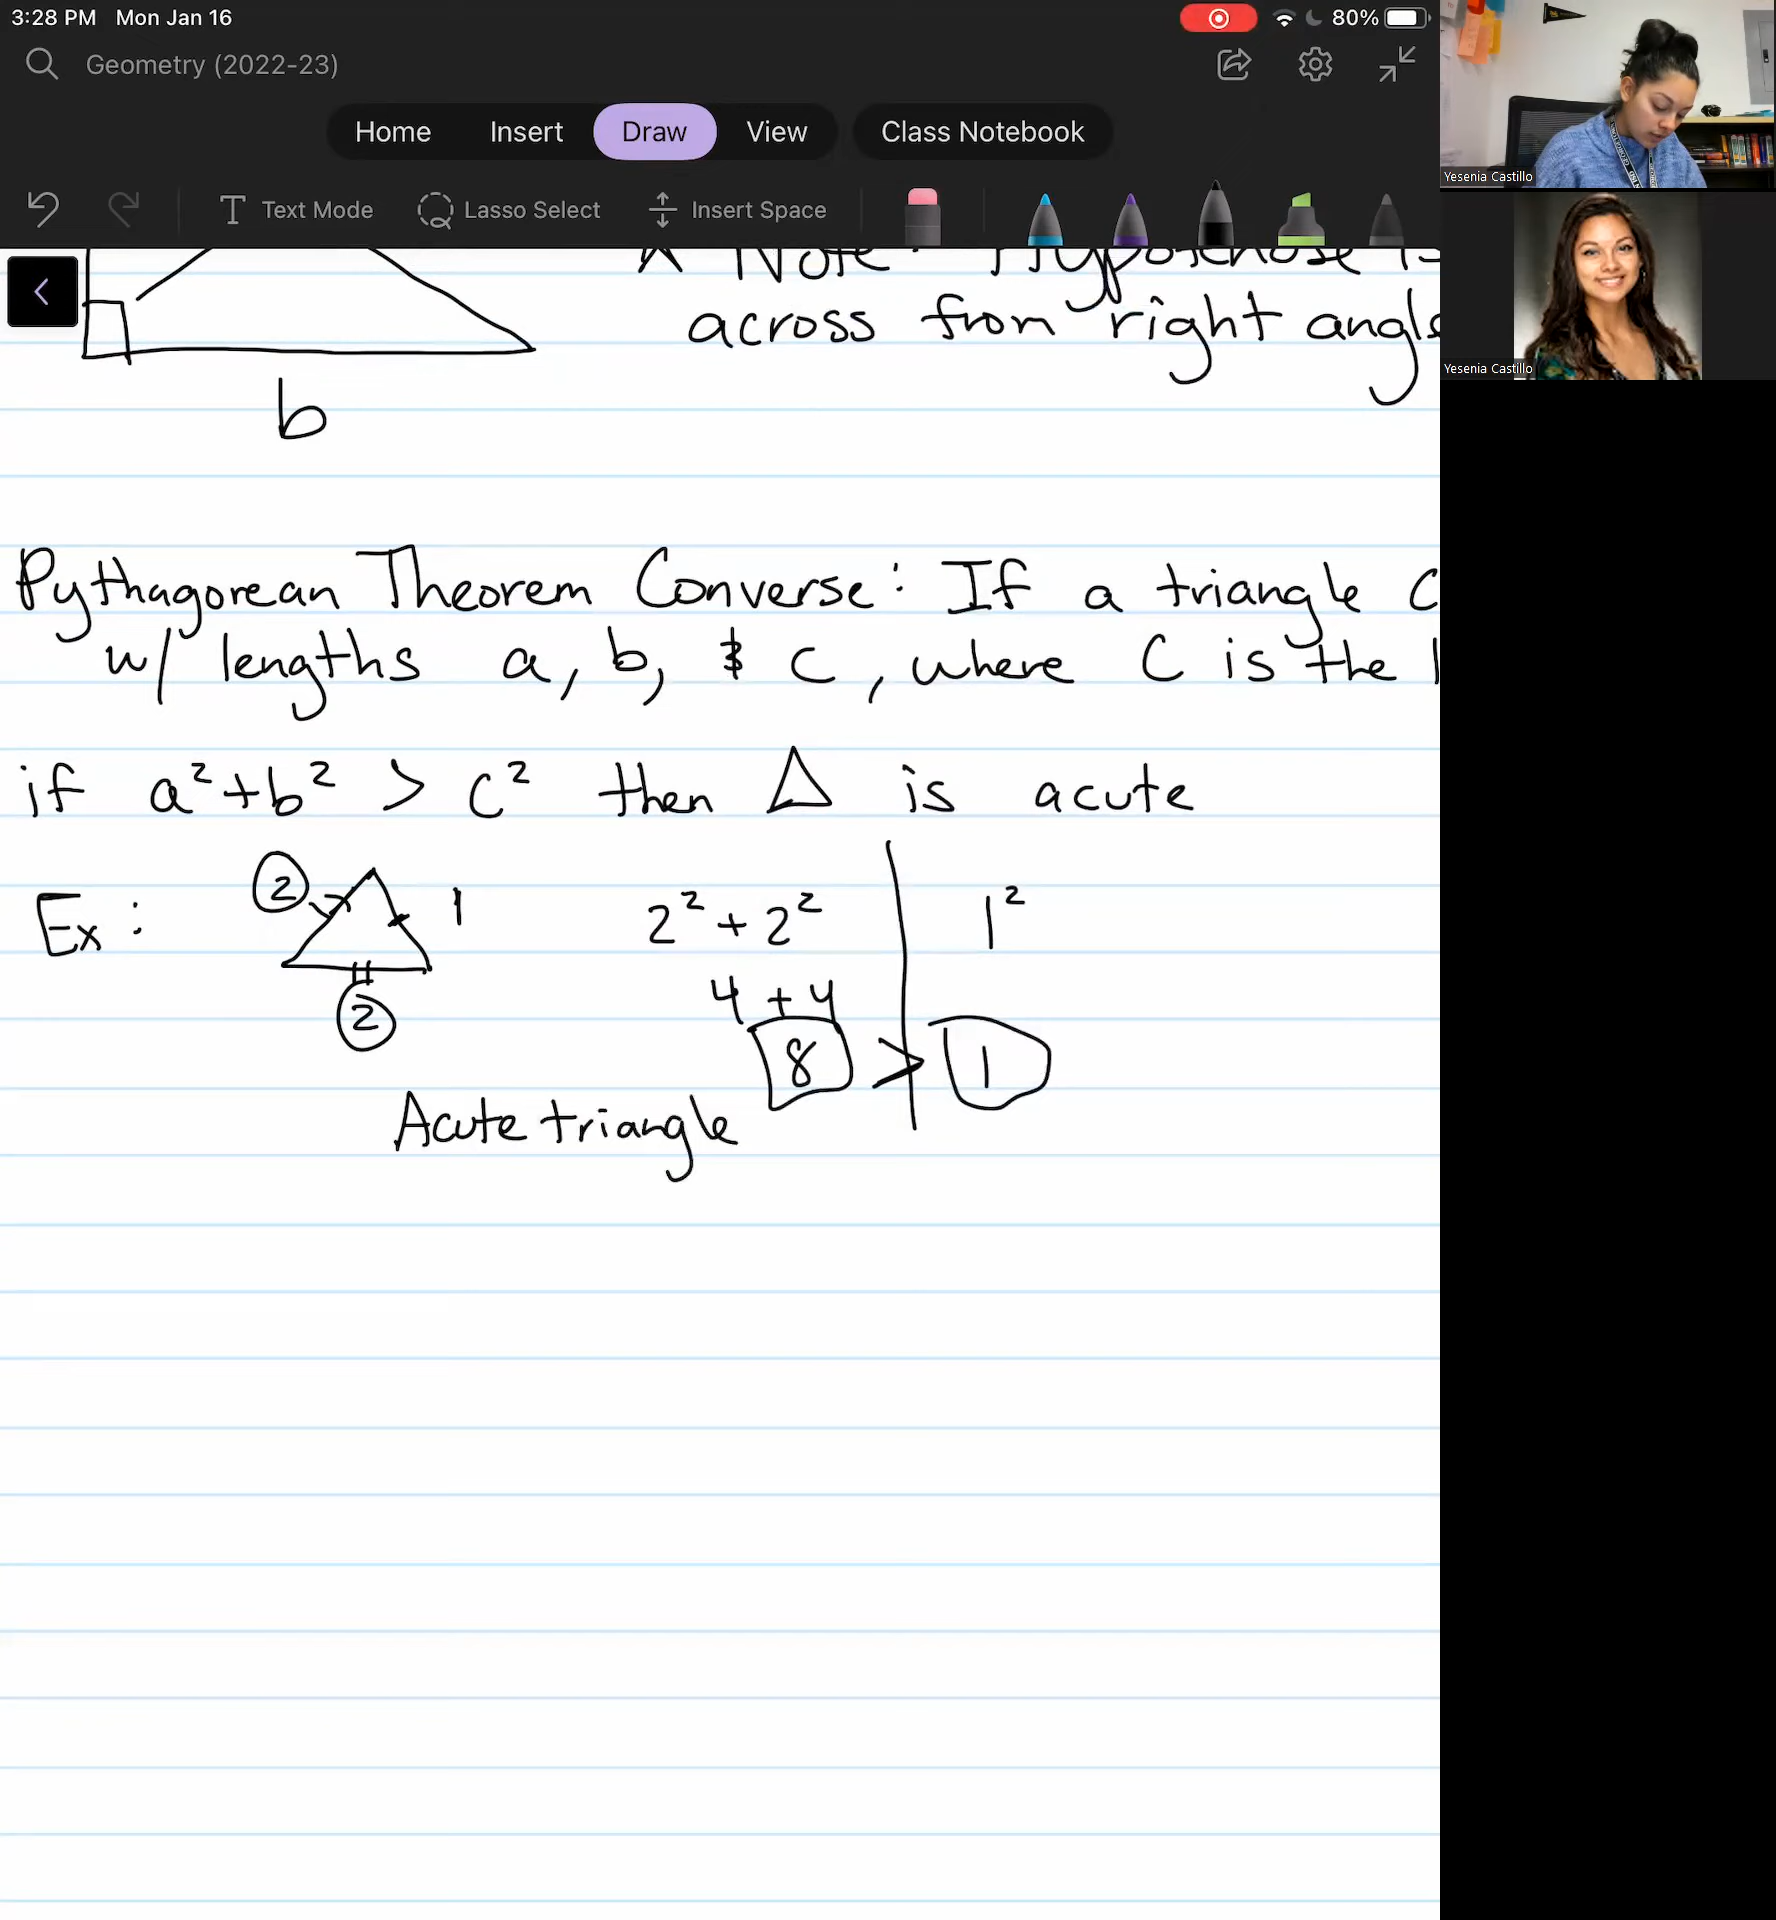 3:28 PM Mon Jan 16
80%
Geometry (2022-23)
Home Insert Draw View Class Notebook
T Text Mode Lasso Select Insert Space
Yesenia Castillo
Yesenia Castillo
Note: Hypotenuse is
across from right angle
b
Pythagorean Theorem Converse: If a triangle
w/ lengths a, b, & c, where C is the
if a²+b² > c² then △ is acute
Ex: 2 1 2² + 2² 1²
2 4 + 4
8 > 1
Acute triangle